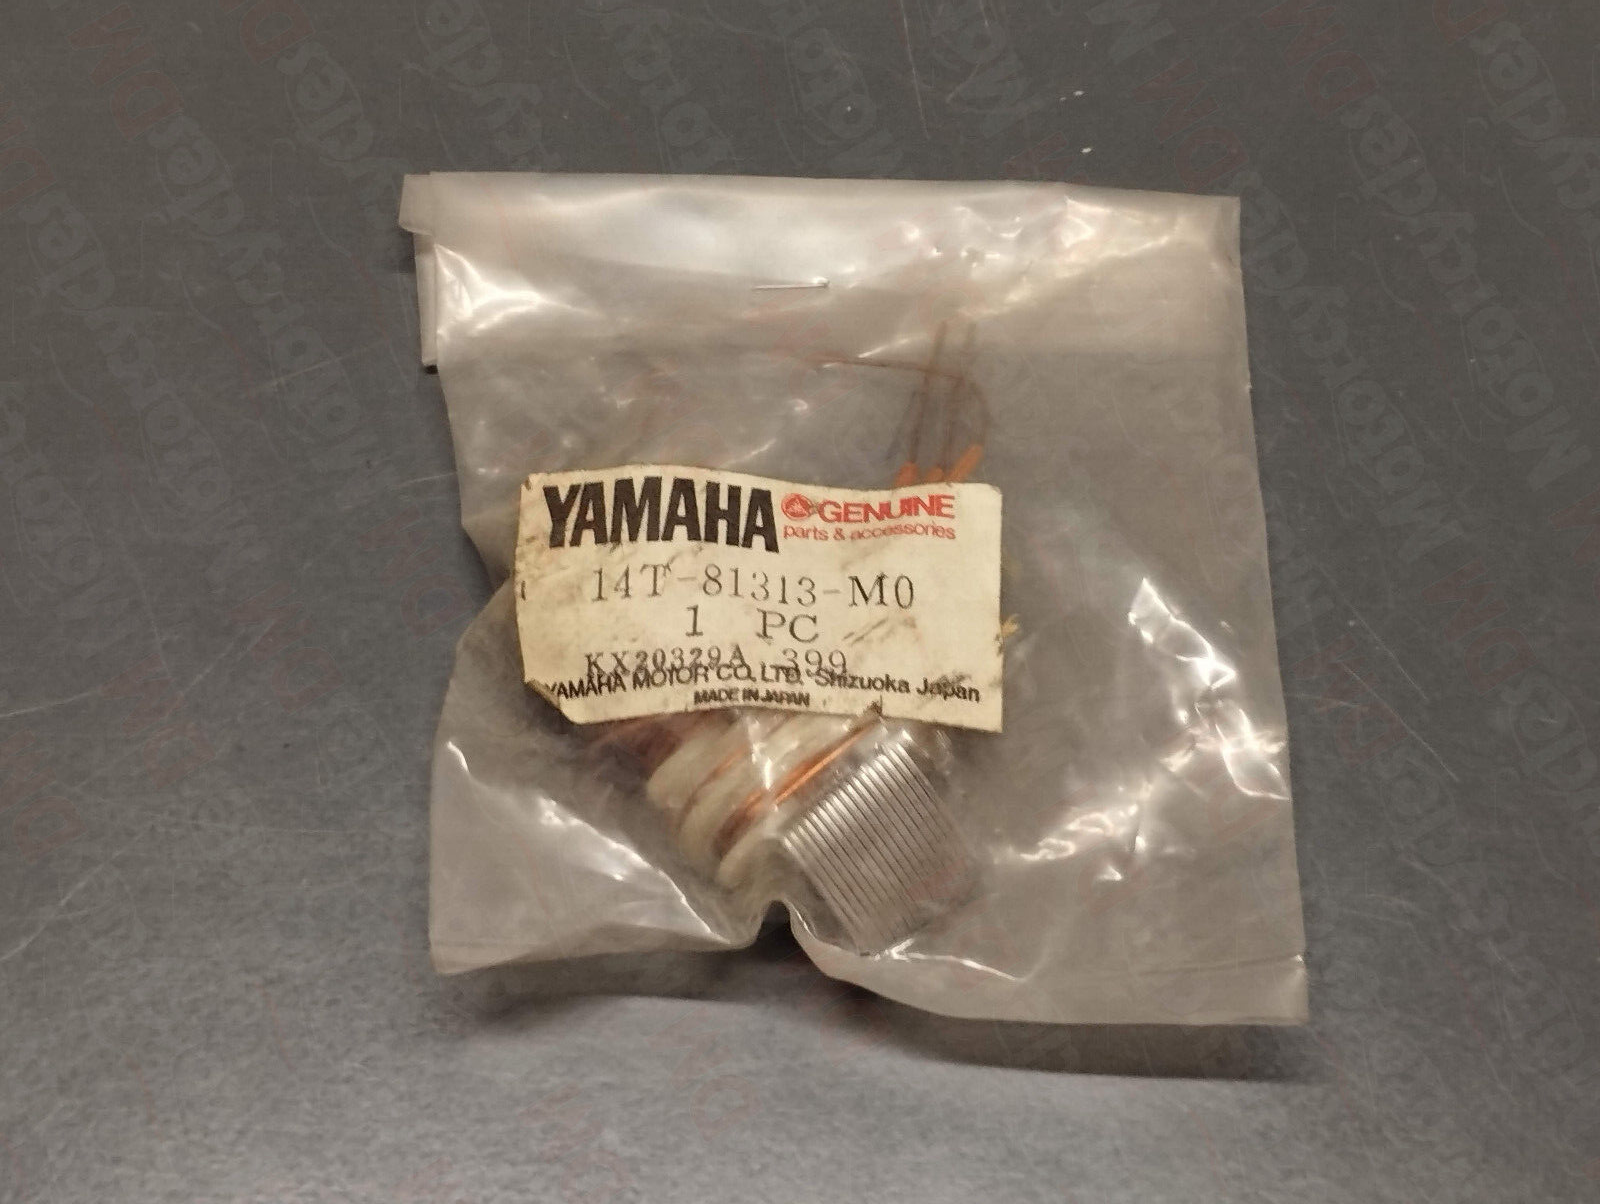 YAMAHA GENUINE
parts & accessories
14T-81313-M0
1 PC
KX20329A 399
YAMAHA MOTOR CO., LTD. Shizuoka Japan
MADE IN JAPAN